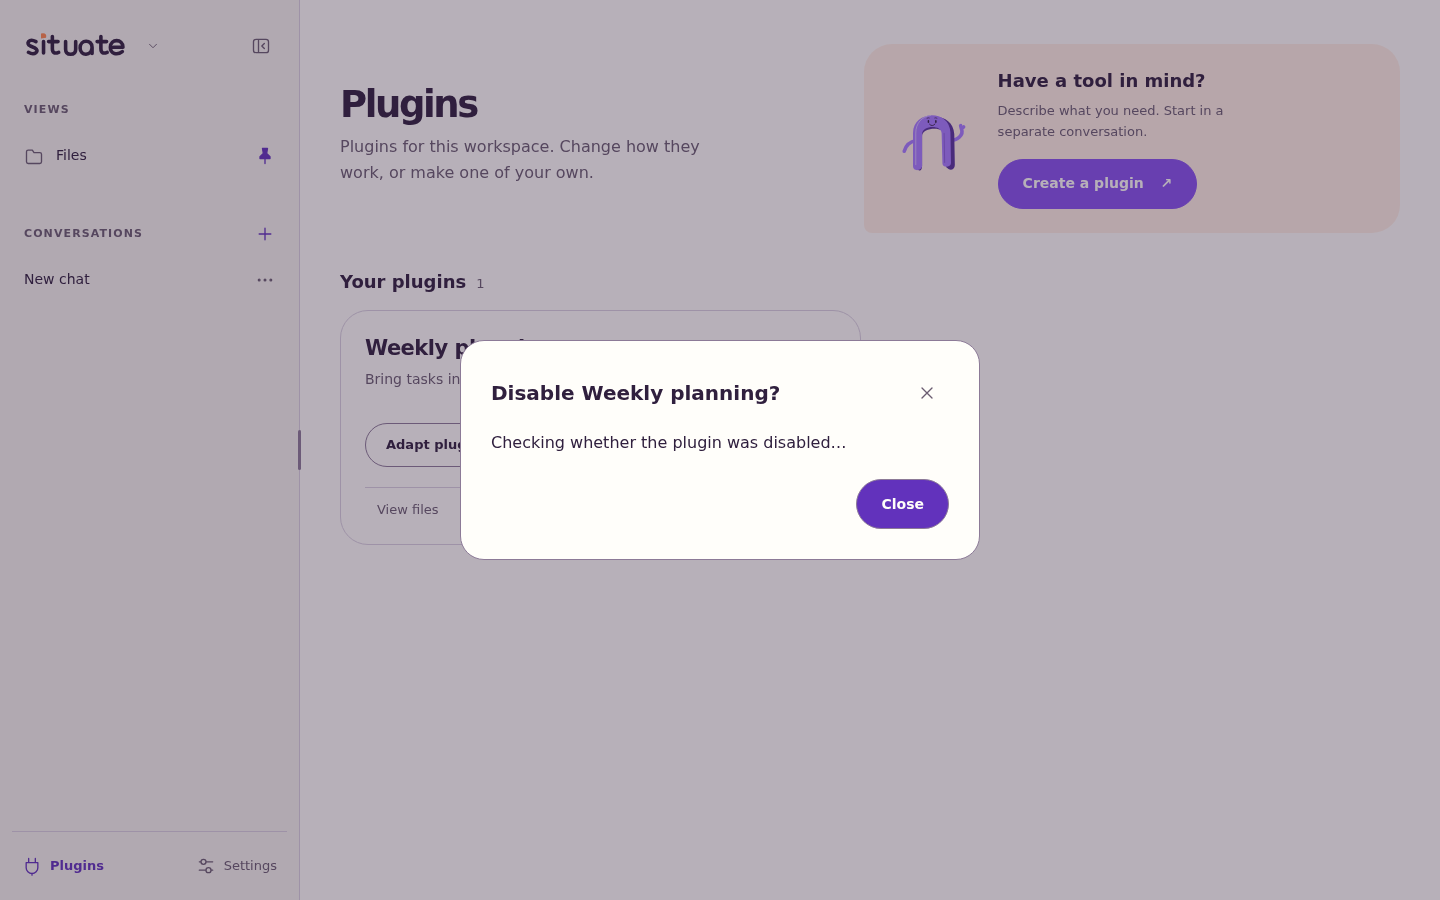 situate
VIEWS
Files
CONVERSATIONS
New chat
Plugins
Settings
Plugins
Plugins for this workspace. Change how they
work, or make one of your own.
Have a tool in mind?
Describe what you need. Start in a
separate conversation.
Create a plugin ↗
Your plugins 1
Weekly
Bring tasks in
Adapt
View files
Disable Weekly planning?
Checking whether the plugin was disabled…
Close